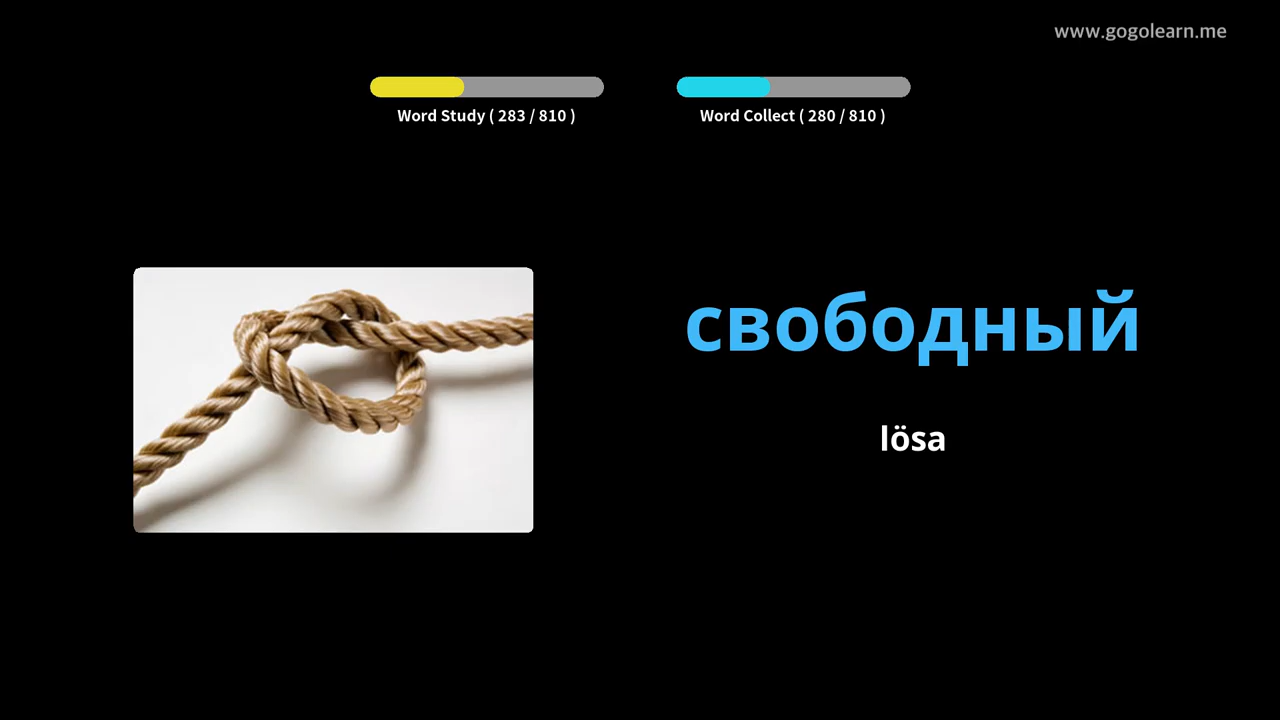 www.gogolearn.me
Word Study ( 283 / 810 )
Word Collect ( 280 / 810 )
свободный
lösa